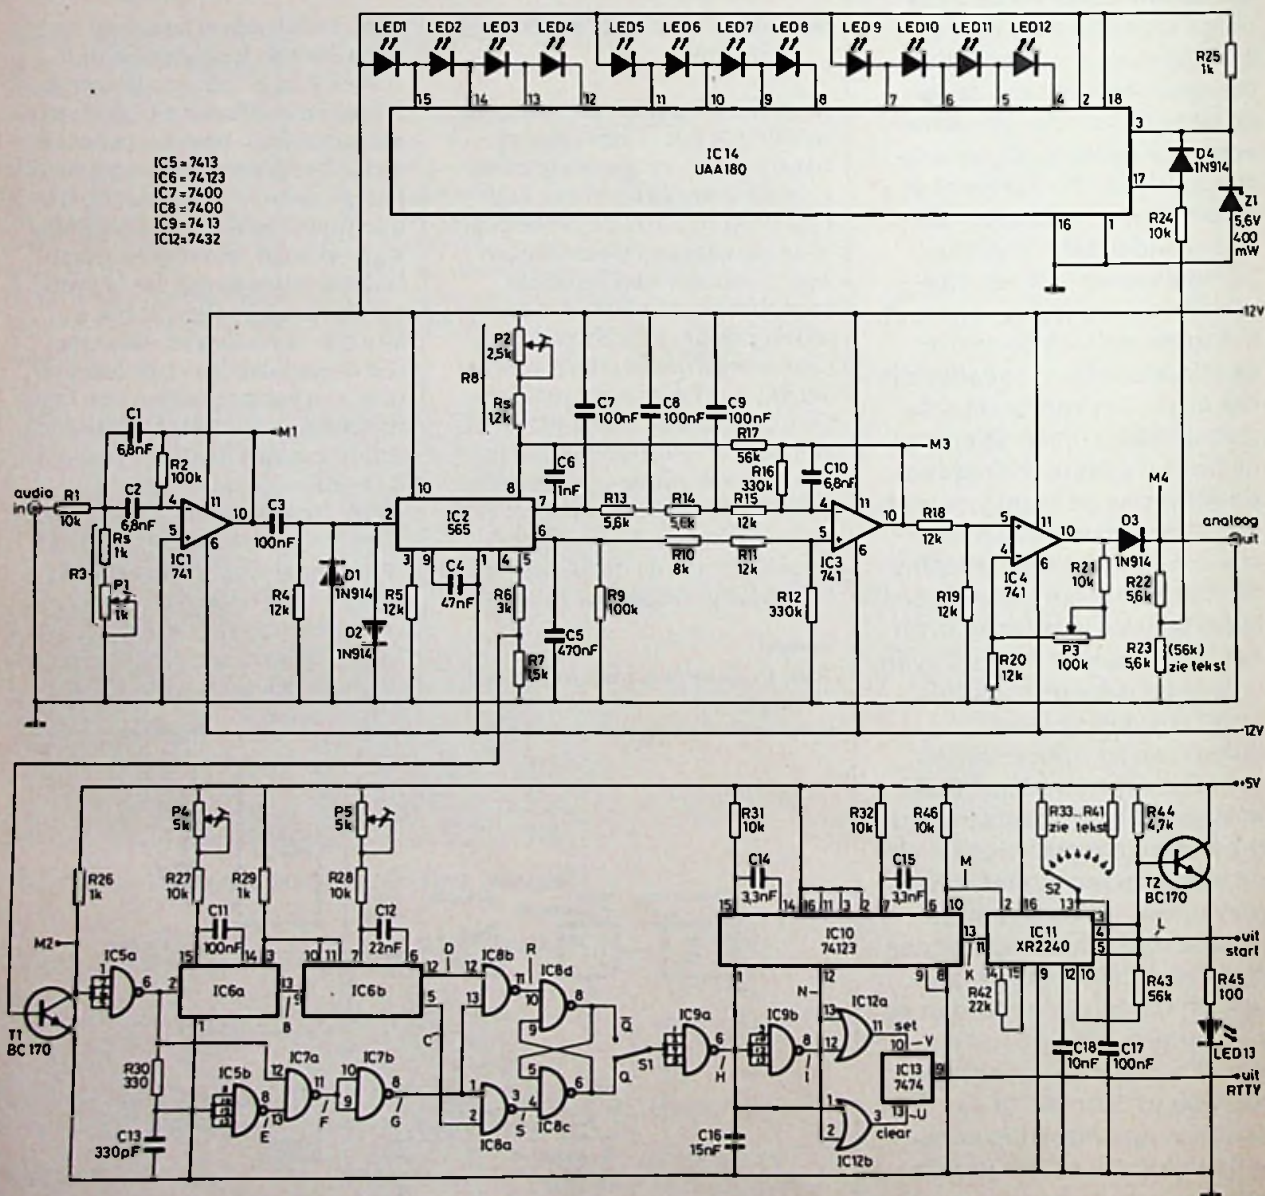 LED1 LED2 LED3 LED4 LED5 LED6 LED7 LED8 LED9 LED10 LED11 LED12
R25
1k
15 14 13 12 11 10 9 8 7 6 5 4 2 18
3
IC14
UAA180
17
16 1
D4
1N914
R24
10k
Z1
5,6V
400
mW
IC5=7413
IC6=74123
IC7=7400
IC8=7400
IC9=7413
IC12=7432
-12V
P2
2,5k
R8
Rs
1,2k
C7
100nF
C8
100nF
C9
100nF
C1
6,8nF
M1
R2
100k
audio
in
R1
10k
C2
6,8nF
4
5
11
10
6
IC1
741
Rs
1k
R3
P1
1k
C3
100nF
R4
12k
D1
1N914
D2
1N914
2 10 8 7 6
IC2
565
3 9 1 4 5
R5
12k
C4
47nF
R6
3k
R7
1,5k
C6
1nF
C5
470nF
R9
100k
R13
5,6k
R14
5,6k
R15
12k
R10
8k
R11
12k
R17
56k
R16
330k
C10
6,8nF
R12
330k
M3
4
5
11
10
6
IC3
741
R18
12k
R19
12k
5
4
11
10
6
IC4
741
R20
12k
P3
100k
R21
10k
D3
1N914
M4
analoog
uit
R22
5,6k
R23
5,6k
(56k)
zie tekst
-12V
+5V
P4
5k
P5
5k
R26
1k
R27
10k
R29
1k
R28
10k
C11
100nF
C12
22nF
M2
T1
BC170
IC5a
6
15 14 3
2
IC6a
13
1
B
10 11 7 6
9
IC6b
12
5
D
C
R30
330
C13
330pF
IC5b
8
E
12
13
IC7a
11
F
10
9
IC7b
8
G
12
13
IC8b
11
R
10
9
IC8d
8
Q̅
2
IC8a
3
S
4
5
IC8c
6
Q
S1
IC9a
6
H
IC9b
8
I
R31
10k
C14
3,3nF
R32
10k
C15
3,3nF
R46
10k
M
15 14 16 11 3 2 7 6 10
IC10
74123
13
K
1 12 9 8
N
C16
15nF
13
12
IC12a
11
set
10
V
IC13
7474
9
13
U
clear
1
2
3
IC12b
2 16 13
11
IC11
XR2240
3
4
5
14 15 9 12 10
R42
22k
R33...R41
zie tekst
S2
R44
4,7k
T2
BC170
L
uit
start
R43
56k
R45
100
LED13
C18
10nF
C17
100nF
uit
RTTY